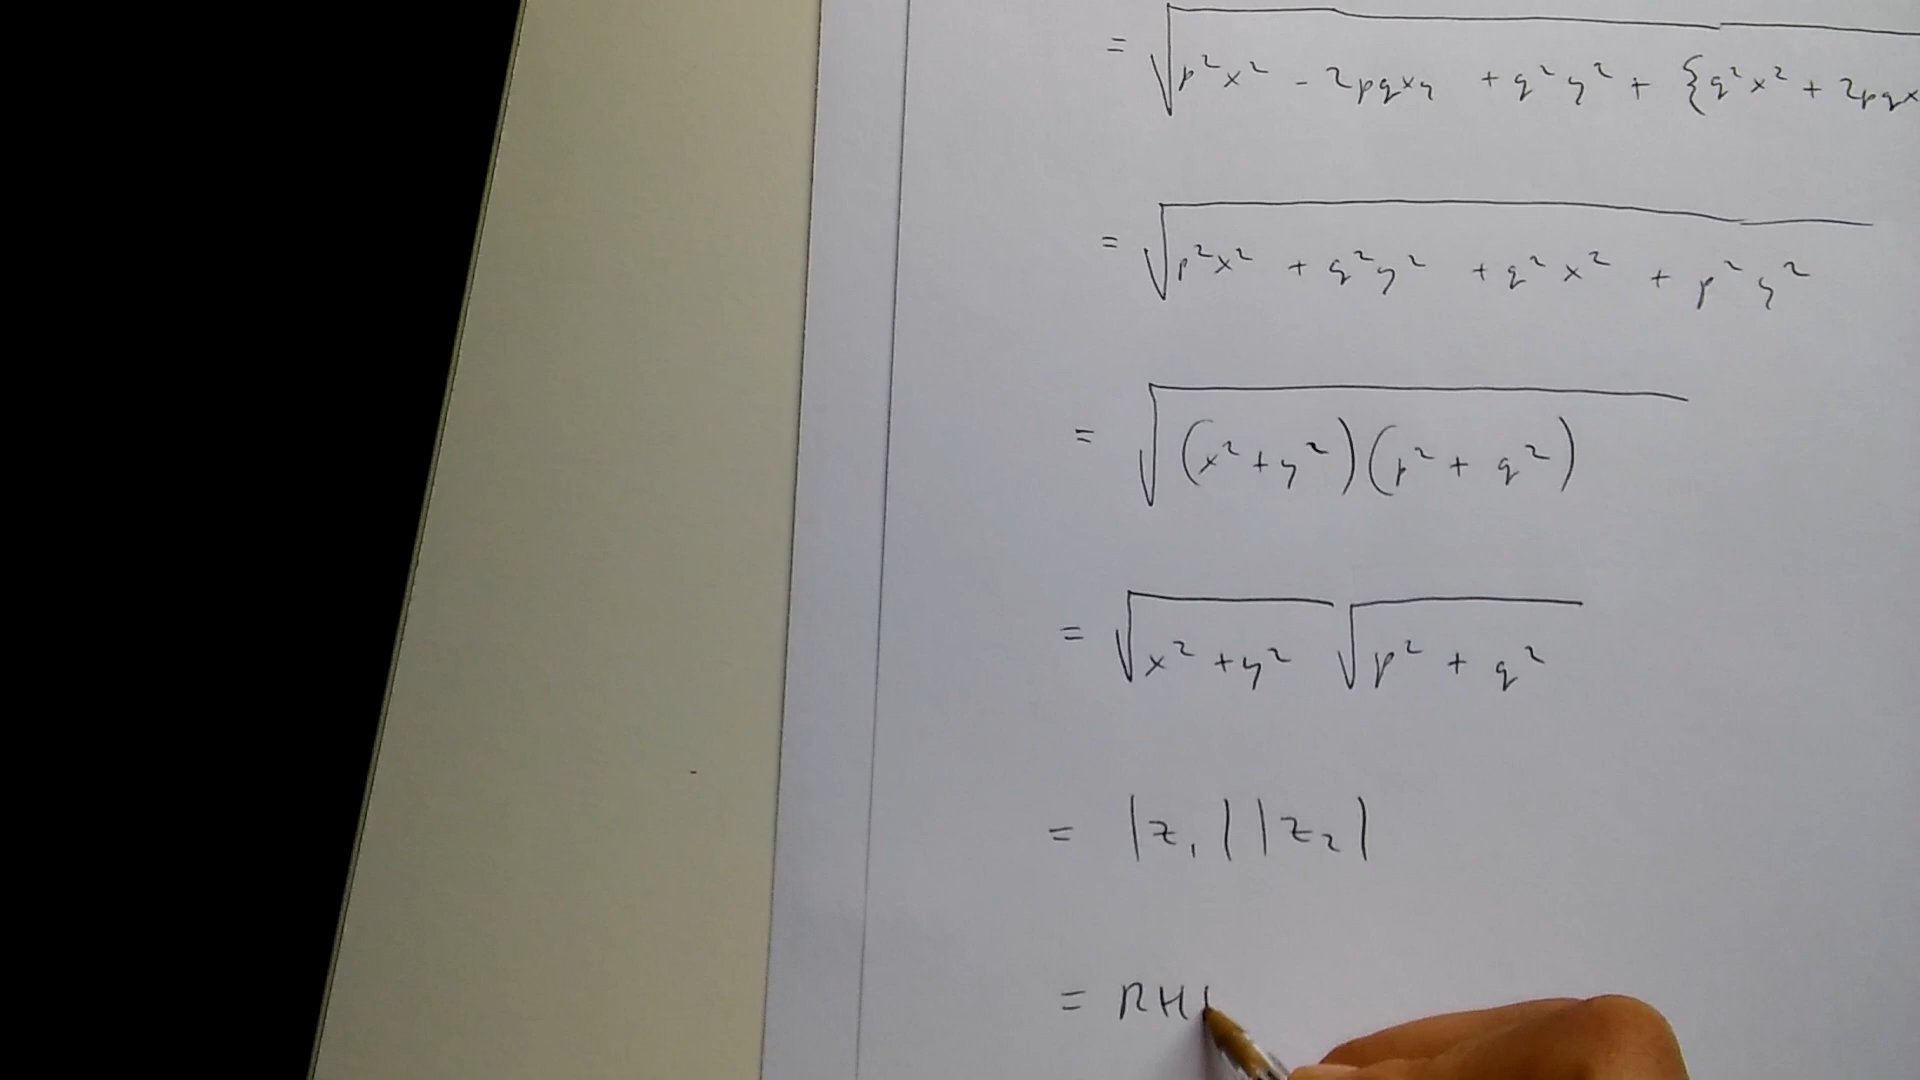 = √p²x² - 2pqxy + q²y² + {q²x² + 2pqx
= √p²x² + q²y² + q²x² + p²y²
= √(x²+y²)(p² + q²)
= √x² + y² √p² + q²
= |z₁||z₂|
= RH